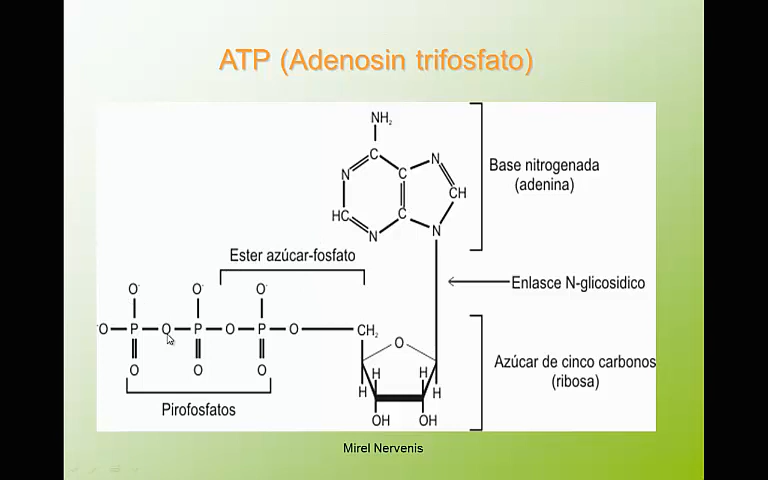 ATP (Adenosin trifosfato)
NH2
C
N
N
C
CH
HC
C
N
N
Base nitrogenada
(adenina)
Ester azúcar-fosfato
Enlasce N-glicosidico
O- O- O-
-O P O P O P O CH2
O
O O O
Pirofosfatos
H H
H H
OH OH
Azúcar de cinco carbonos
(ribosa)
Mirel Nervenis